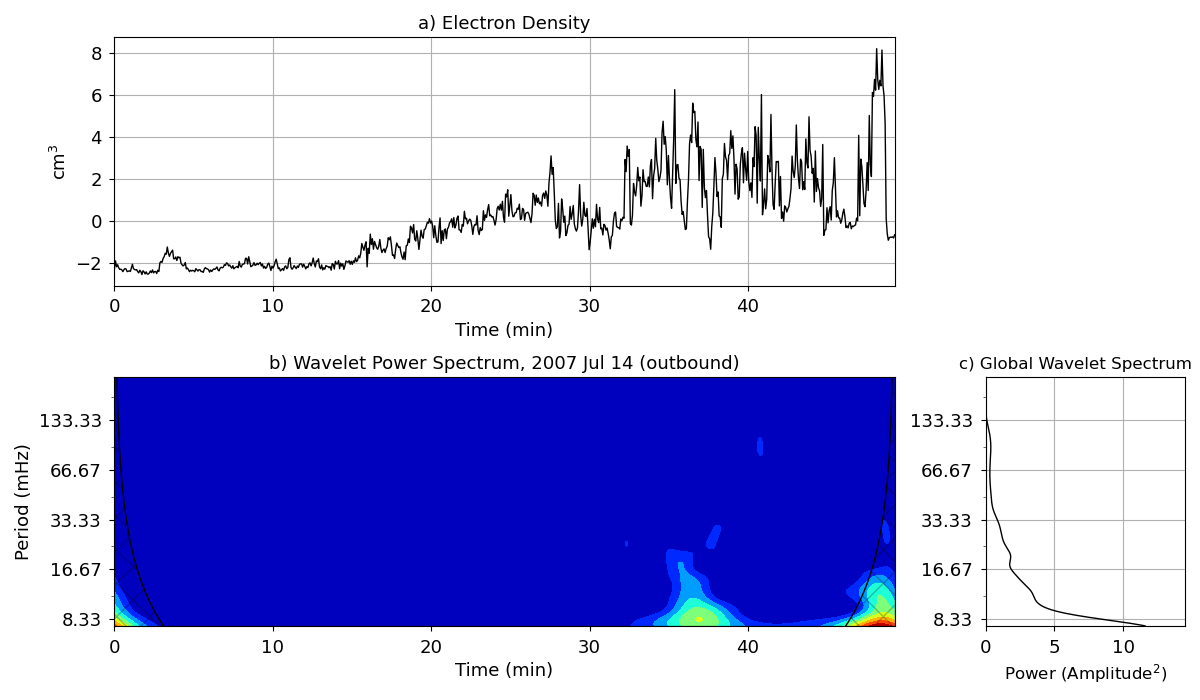 a) Electron Density
8
6
4
2
0
−2
cm³
0 10 20 30 40
Time (min)
b) Wavelet Power Spectrum, 2007 Jul 14 (outbound)
133.33
66.67
33.33
16.67
8.33
Period (mHz)
0 10 20 30 40
Time (min)
c) Global Wavelet Spectrum
133.33
66.67
33.33
16.67
8.33
0 5 10
Power (Amplitude²)